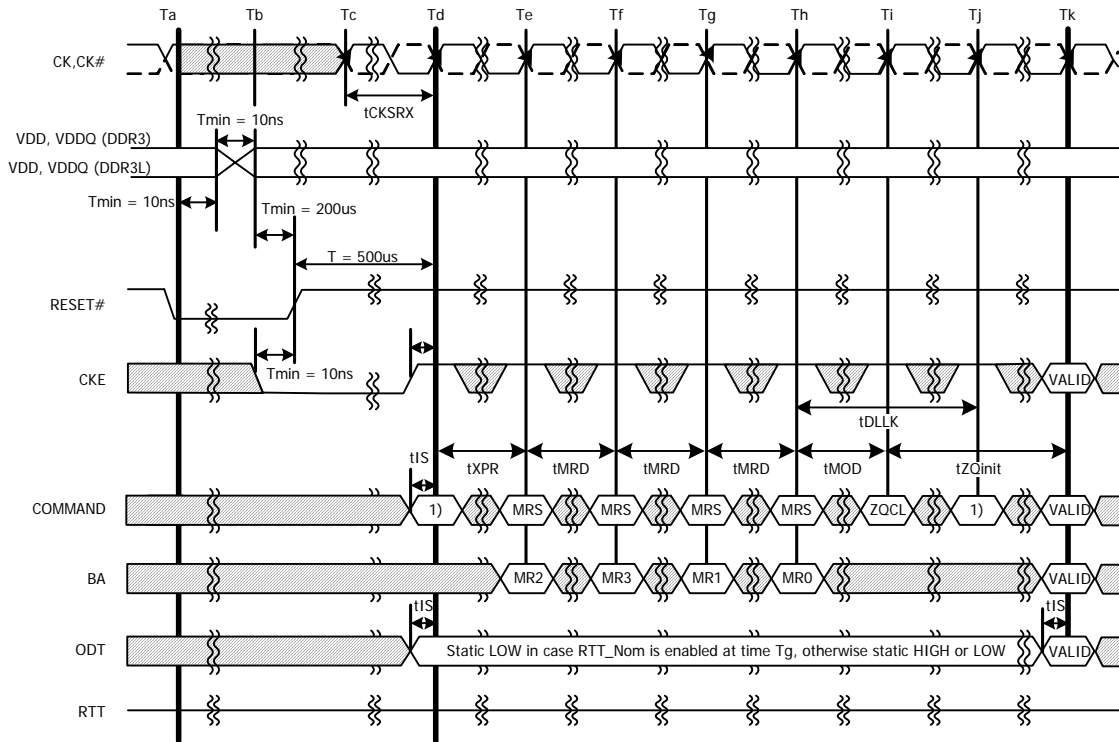 Ta Tb Tc Td Te Tf Tg Th Ti Tj Tk
CK,CK#
tCKSRX
Tmin = 10ns
VDD, VDDQ (DDR3)
VDD, VDDQ (DDR3L)
Tmin = 10ns
Tmin = 200us
T = 500us
RESET#
Tmin = 10ns
CKE
VALID
tDLLK
tIS
tXPR tMRD tMRD tMRD tMOD tZQinit
COMMAND 1) MRS MRS MRS MRS ZQCL 1) VALID
BA MR2 MR3 MR1 MR0 VALID
tIS tIS
ODT Static LOW in case RTT_Nom is enabled at time Tg, otherwise static HIGH or LOW VALID
RTT